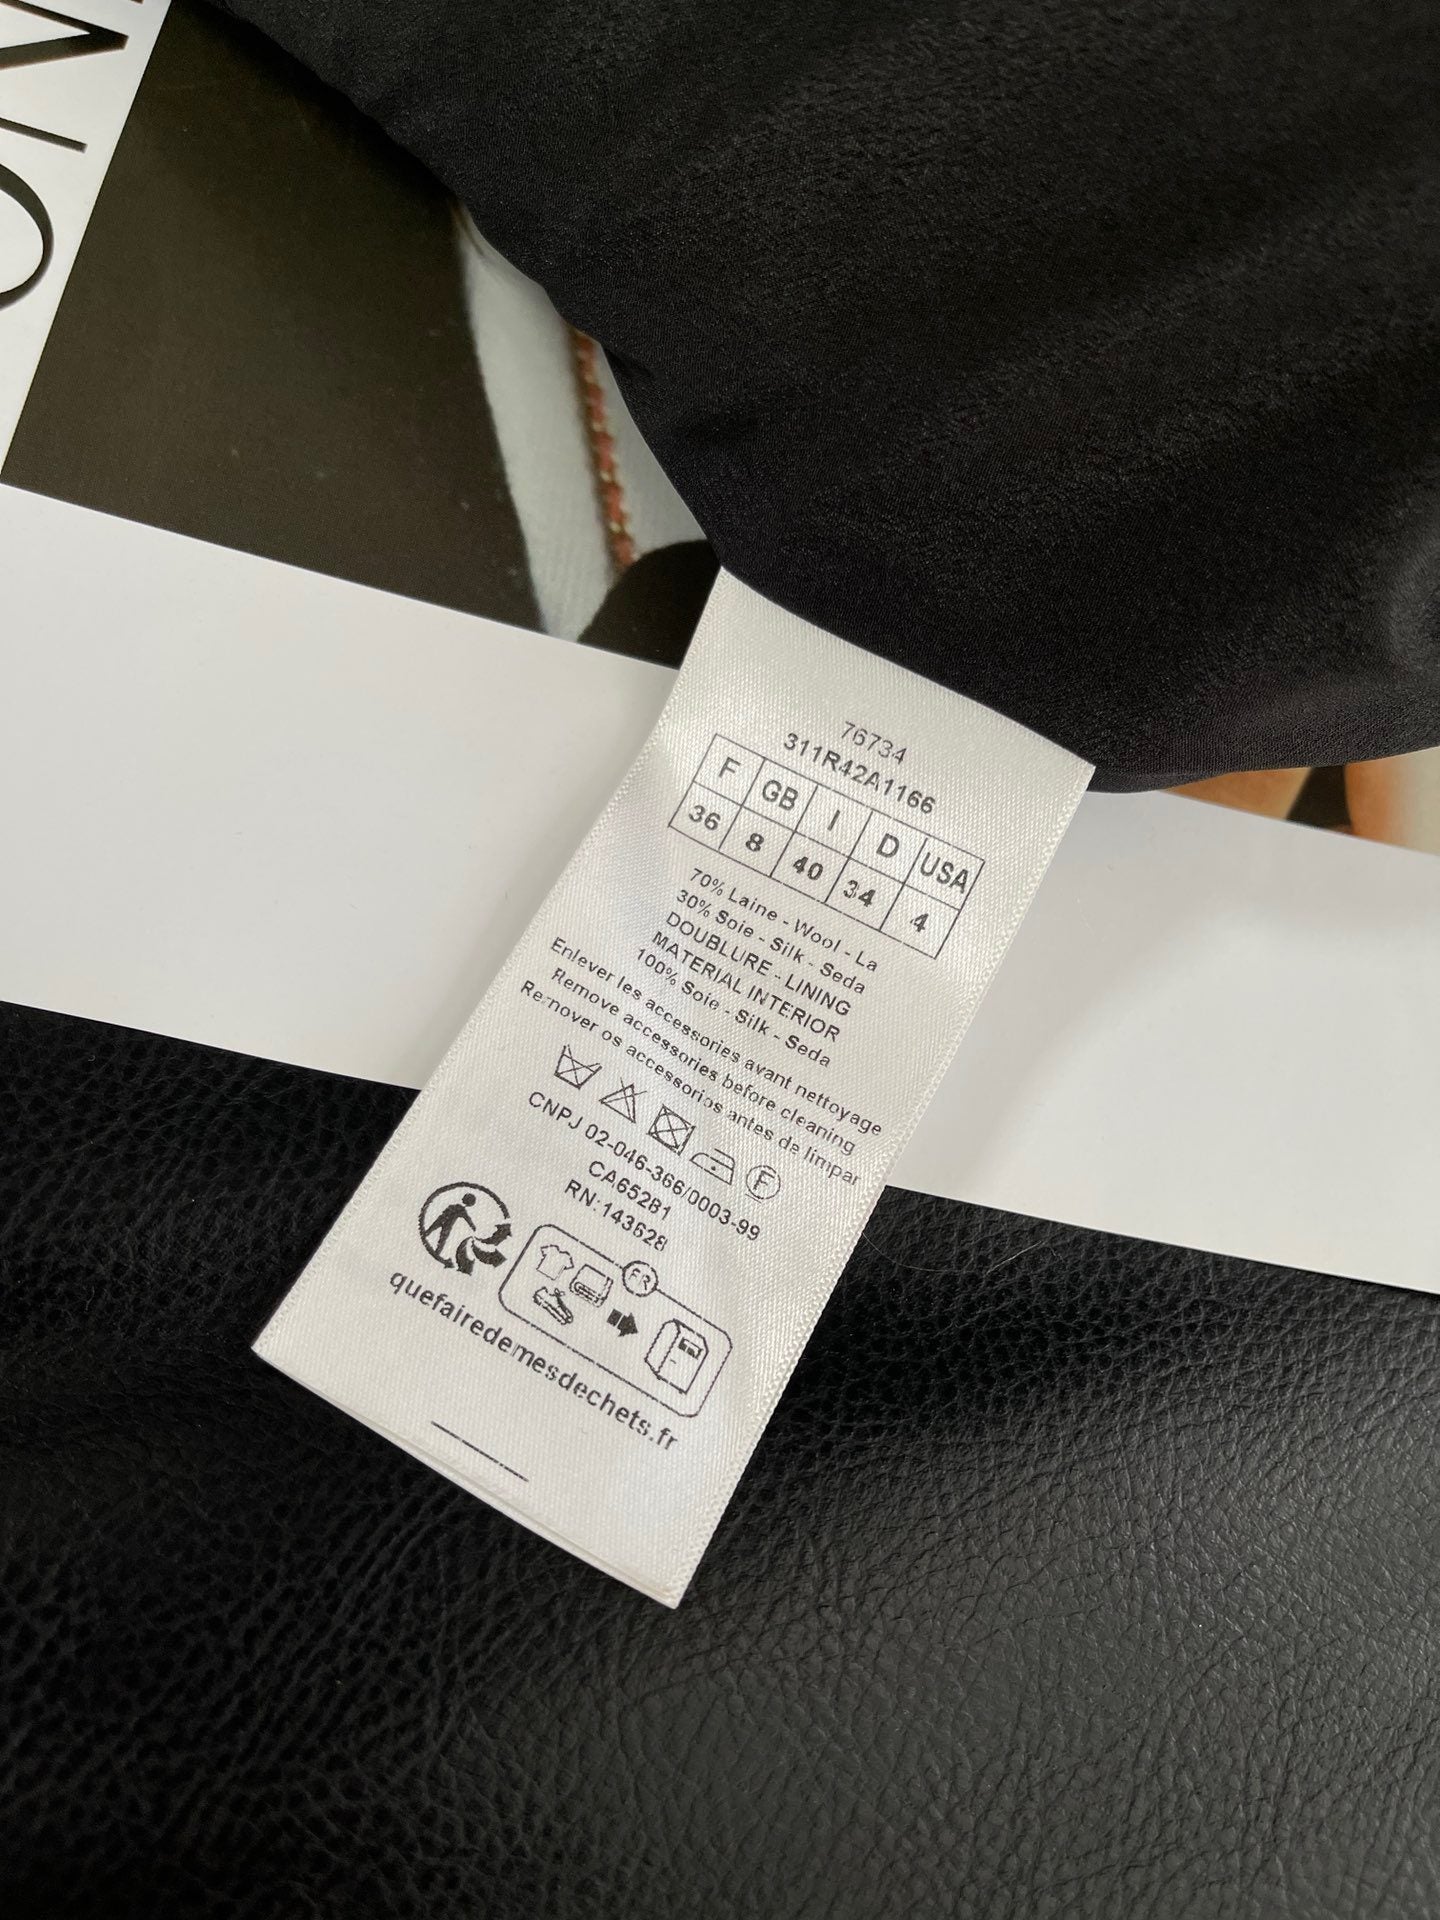 76734
311R42A1166
F GB I D USA
36 8 40 34 4
70% Laine - Wool - La
30% Soie - Silk - Seda
DOUBLURE - LINING
MATERIAL INTERIOR
100% Soie - Silk - Seda
Enlever les accessories avant nettoyage
Remove accessories before cleaning
Remover os accessorios antes de limpar
F
CNPJ 02-046-366/0003-99
CA65281
RN:143628
FR
quefairedemesdechets.fr